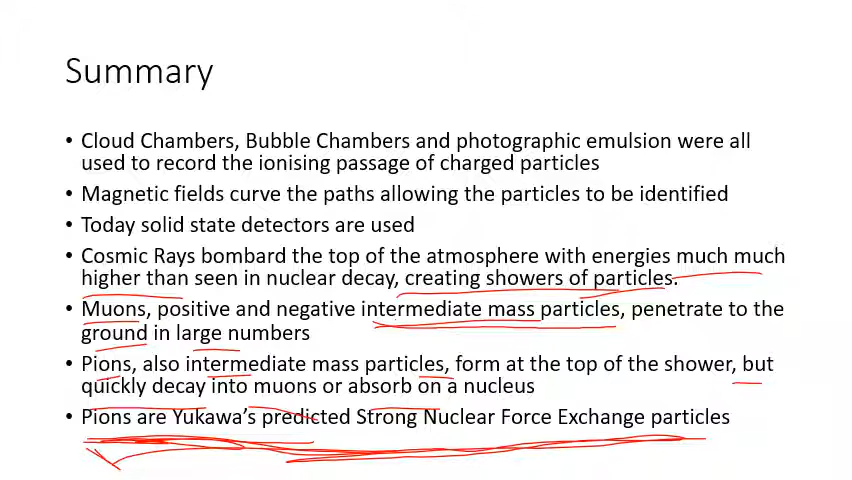 Summary
• Cloud Chambers, Bubble Chambers and photographic emulsion were all
used to record the ionising passage of charged particles
• Magnetic fields curve the paths allowing the particles to be identified
• Today solid state detectors are used
• Cosmic Rays bombard the top of the atmosphere with energies much much
higher than seen in nuclear decay, creating showers of particles.
• Muons, positive and negative intermediate mass particles, penetrate to the
ground in large numbers
• Pions, also intermediate mass particles, form at the top of the shower, but
quickly decay into muons or absorb on a nucleus
• Pions are Yukawa's predicted Strong Nuclear Force Exchange particles